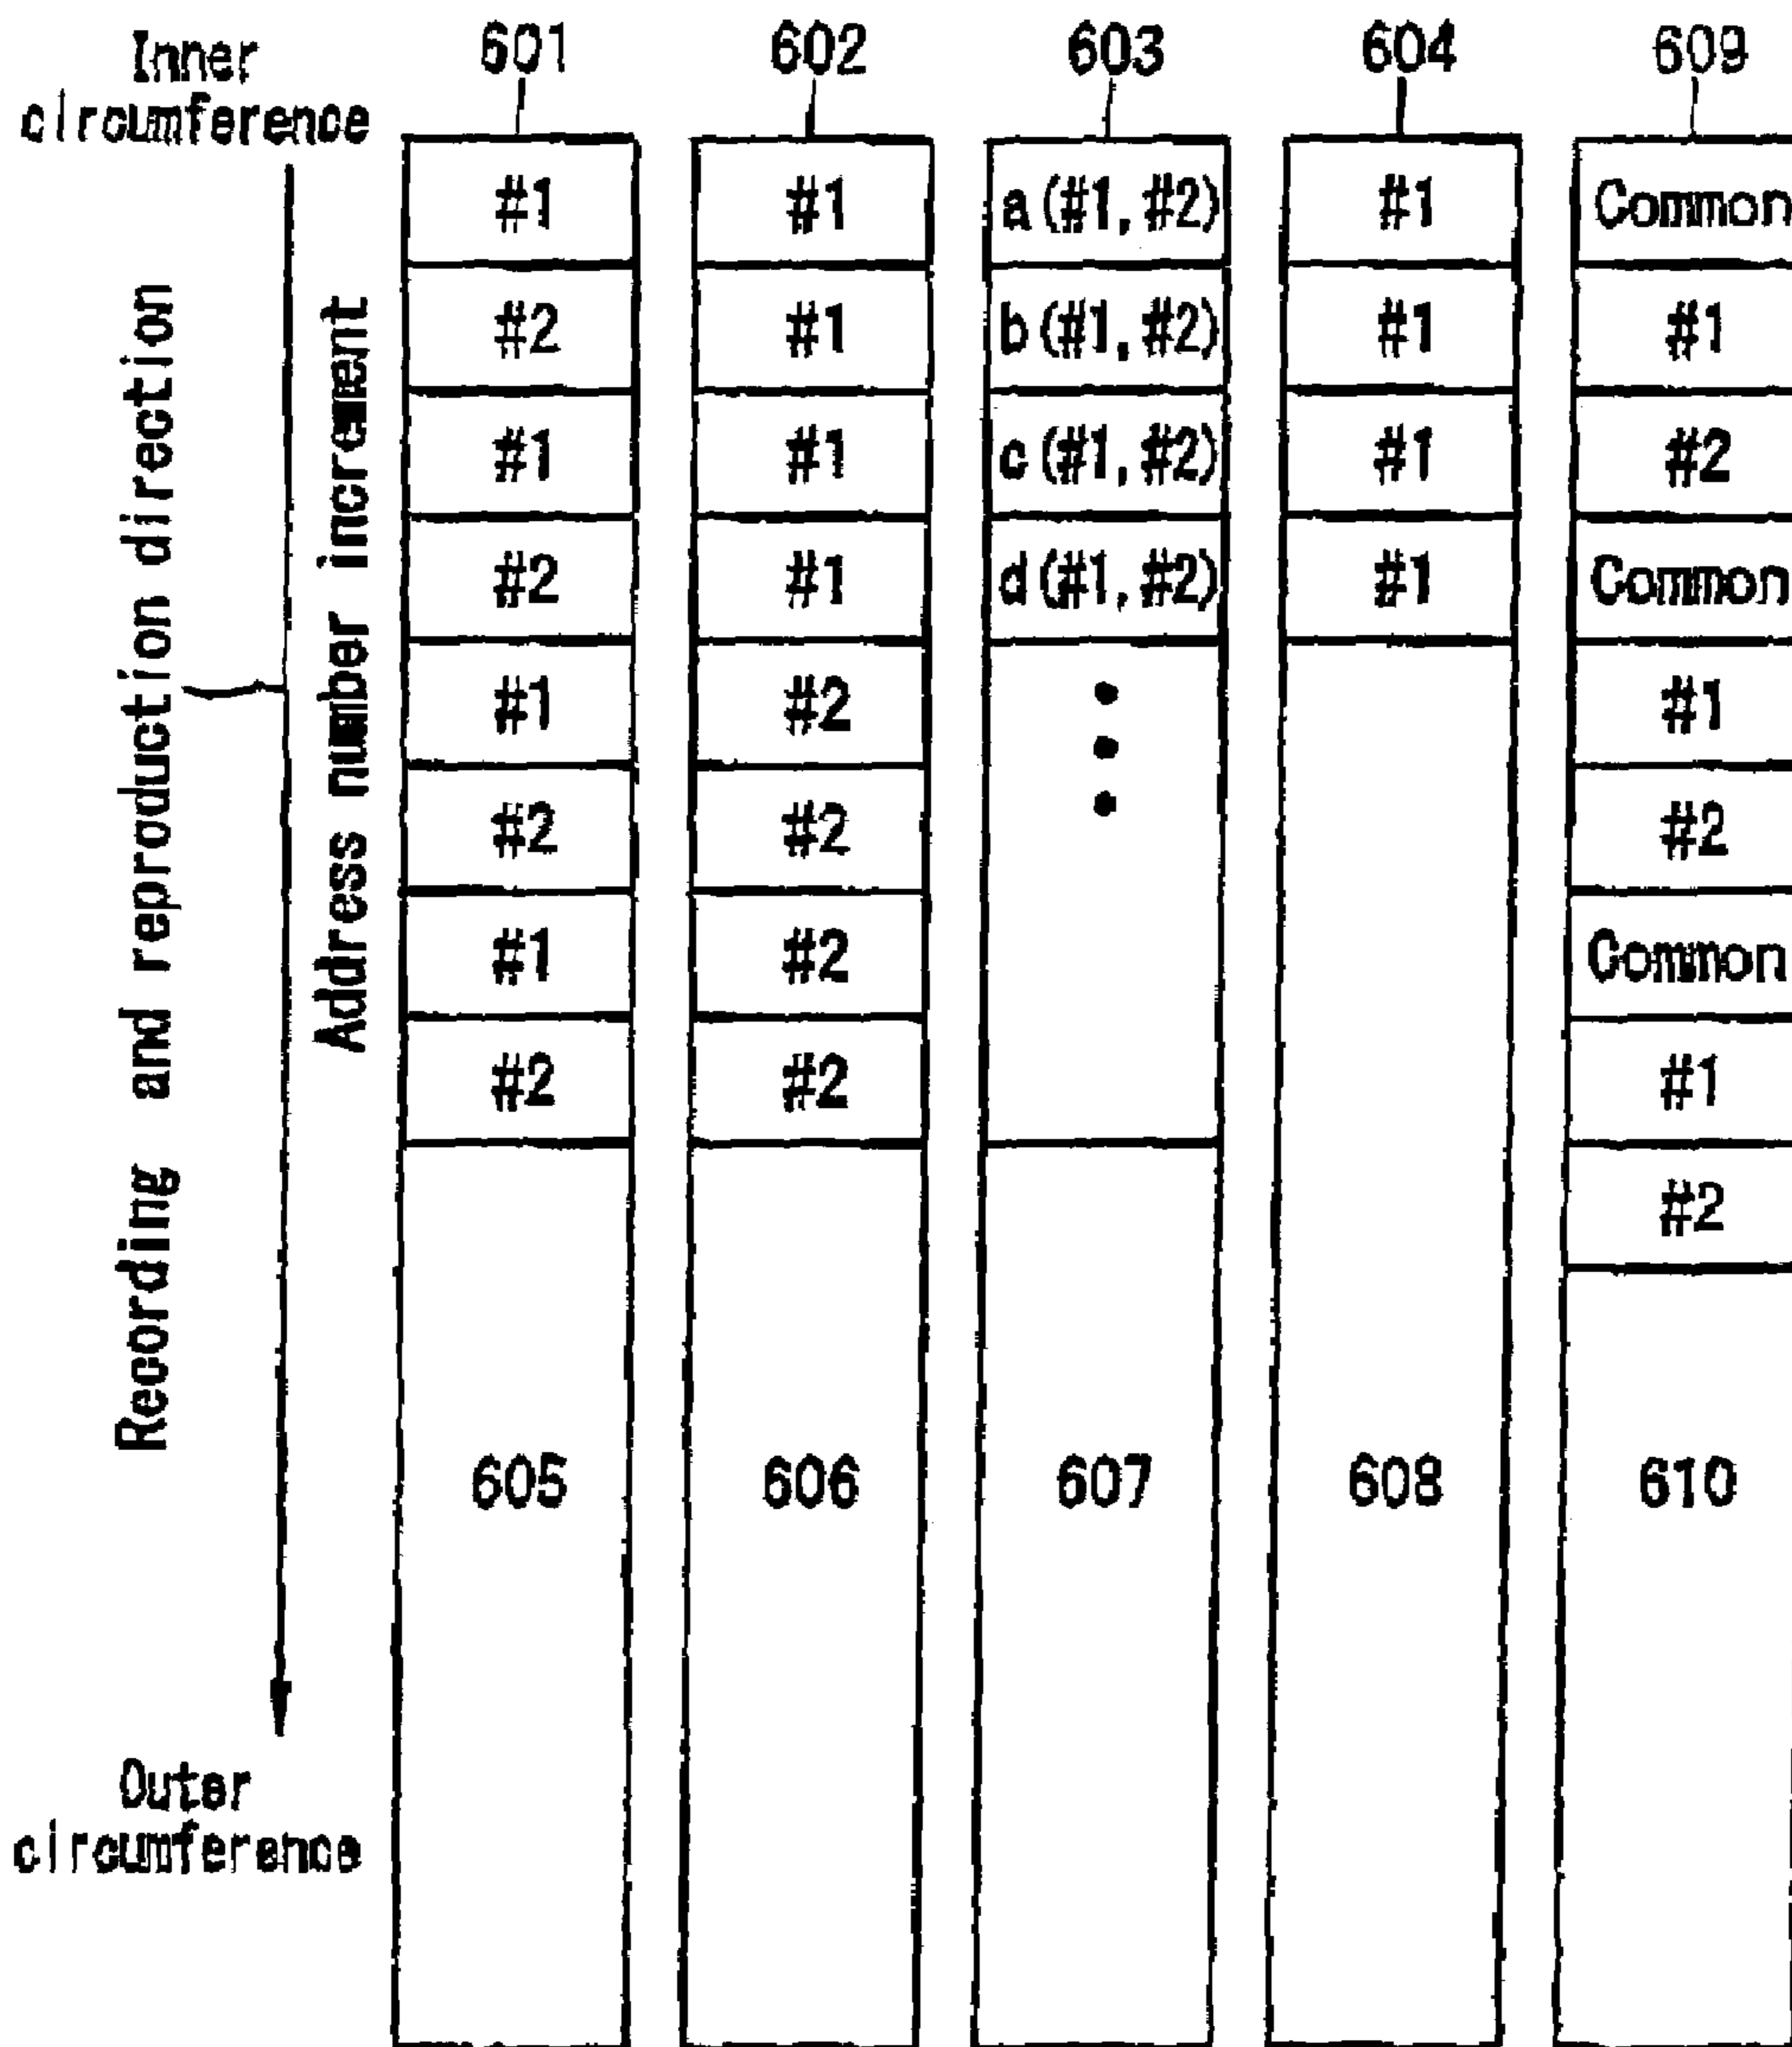 Inner
circumference
601
602
603
604
609
#1
#1
a(#1, #2)
#1
Common
#2
#1
b(#1, #2)
#1
#1
#1
#1
c(#1, #2)
#1
#2
#2
#1
d(#1, #2)
#1
Common
#1
#2
#1
#2
#2
#2
#1
#2
Common
#2
#2
#1
#2
Recording and reproduction direction
Address number increment
605
606
607
608
610
Outer
circumference